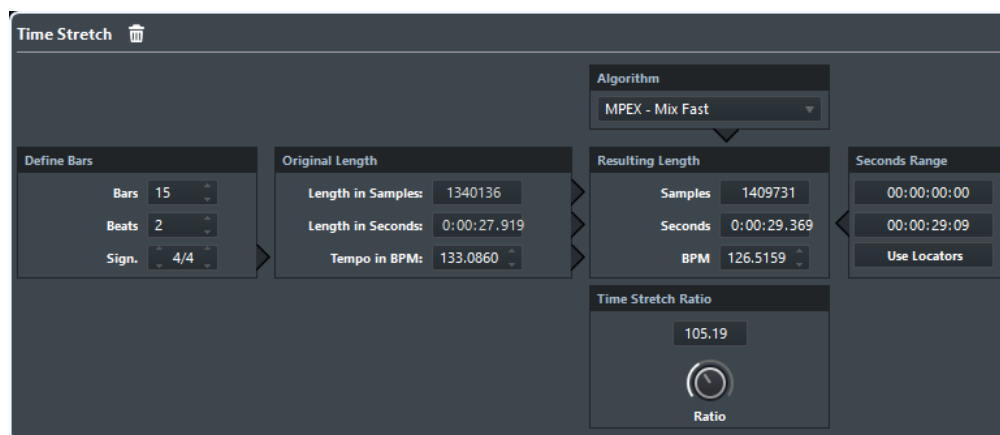 Time Stretch
Algorithm
MPEX - Mix Fast
Define Bars
Bars 15
Beats 2
Sign. 4/4
Original Length
Length in Samples: 1340136
Length in Seconds: 0:00:27.919
Tempo in BPM: 133.0860
Resulting Length
Samples 1409731
Seconds 0:00:29.369
BPM 126.5159
Seconds Range
00:00:00:00
00:00:29:09
Use Locators
Time Stretch Ratio
105.19
Ratio